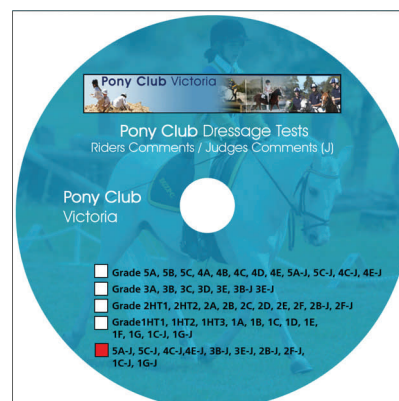 Pony Club Victoria
Pony Club Dressage Tests
Riders Comments / Judges Comments (J)
Pony Club
Victoria
Grade 5A, 5B, 5C, 4A, 4B, 4C, 4D, 4E, 5A-J, 5C-J, 4C-J, 4E-J
Grade 3A, 3B, 3C, 3D, 3E, 3B-J 3E-J
Grade 2HT1, 2HT2, 2A, 2B, 2C, 2D, 2E, 2F, 2B-J, 2F-J
Grade1HT1, 1HT2, 1HT3, 1A, 1B, 1C, 1D, 1E,
1F, 1G, 1C-J, 1G-J
5A-J, 5C-J, 4C-J,4E-J, 3B-J, 3E-J, 2B-J, 2F-J,
1C-J, 1G-J